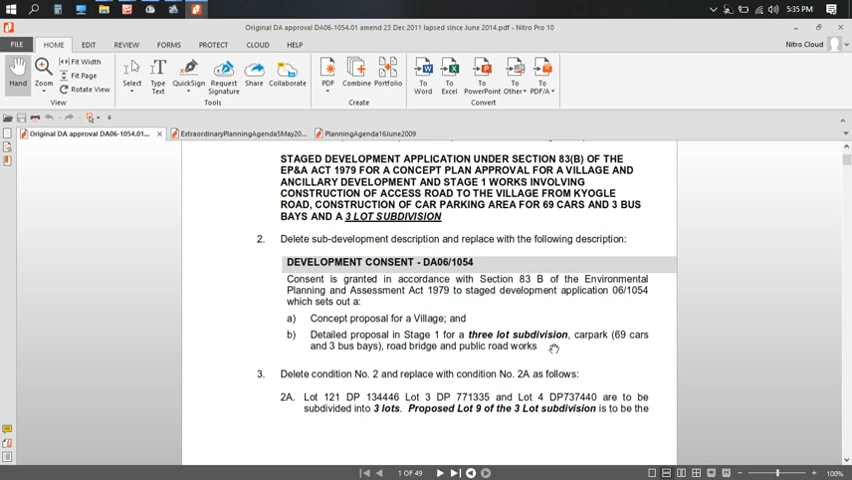 5:35 PM
Original DA approval DA06-1054.01 amend 23 Dec 2011 lapsed since June 2014.pdf - Nitro Pro 10
FILE HOME EDIT REVIEW FORMS PROTECT CLOUD HELP
Nitro Cloud
Hand Zoom Fit Width Fit Page Rotate View
Select Type Text QuickSign Request Signature Share Collaborate
PDF Combine Portfolio
To Word To Excel To PowerPoint To Other To PDF/A
View Tools Create Convert
Original DA approval DA06-1054.01... ExtraordinaryPlanningAgenda5May20... PlanningAgenda16June2009
STAGED DEVELOPMENT APPLICATION UNDER SECTION 83(B) OF THE
EP&A ACT 1979 FOR A CONCEPT PLAN APPROVAL FOR A VILLAGE AND
ANCILLARY DEVELOPMENT AND STAGE 1 WORKS INVOLVING
CONSTRUCTION OF ACCESS ROAD TO THE VILLAGE FROM KYOGLE
ROAD, CONSTRUCTION OF CAR PARKING AREA FOR 69 CARS AND 3 BUS
BAYS AND A 3 LOT SUBDIVISION
2. Delete sub-development description and replace with the following description:
DEVELOPMENT CONSENT - DA06/1054
Consent is granted in accordance with Section 83 B of the Environmental
Planning and Assessment Act 1979 to staged development application 06/1054
which sets out a:
a) Concept proposal for a Village; and
b) Detailed proposal in Stage 1 for a three lot subdivision, carpark (69 cars
and 3 bus bays), road bridge and public road works
3. Delete condition No. 2 and replace with condition No. 2A as follows:
2A. Lot 121 DP 134446 Lot 3 DP 771335 and Lot 4 DP737440 are to be
subdivided into 3 lots. Proposed Lot 9 of the 3 Lot subdivision is to be the
1 OF 49
100%